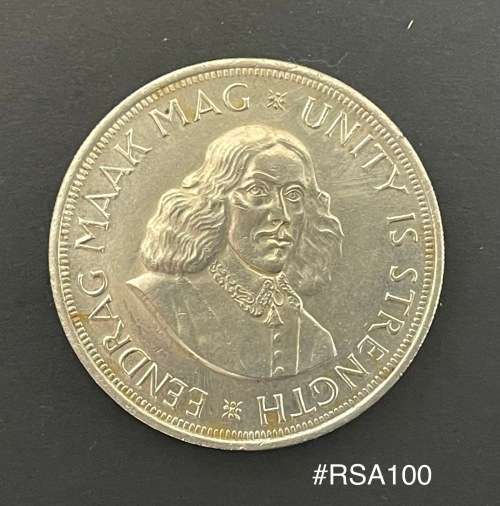 EENDRAG MAAK MAG * UNITY IS STRENGTH *
#RSA100